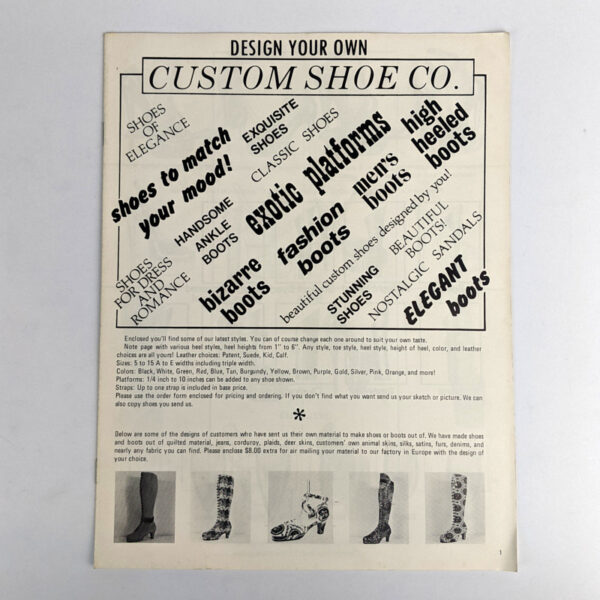 DESIGN YOUR OWN
CUSTOM SHOE CO.
SHOES
OF
ELEGANCE
EXQUISITE
SHOES
CLASSIC SHOES
exotic platforms
high
heeled
boots
shoes to match
your mood!
HANDSOME
ANKLE
BOOTS
fashion
boots
men's
boots
SHOES
FOR DRESS
AND
ROMANCE
bizarre
boots
beautiful custom shoes designed by you!
STUNNING
SHOES
BEAUTIFUL
BOOTS!
NOSTALGIC SANDALS
ELEGANT
boots
Enclosed you'll find some of our latest styles. You can of course change each one around to suit your own taste.
Note page with various heel styles, heel heights from 1" to 6". Any style, toe style, heel style, height of heel, color, and leather
choices are all yours! Leather choices: Patent, Suede, Kid, Calf.
Sizes: 5 to 15 A to E widths including triple width.
Colors: Black, White, Green, Red, Blue, Tan, Burgundy, Yellow, Brown, Purple, Gold, Silver, Pink, Orange, and more!
Platforms: 1/4 inch to 10 inches can be added to any shoe shown.
Straps: Up to one strap is included in base price.
Please use the order form enclosed for pricing and ordering. If you don't find what you want send us your sketch or picture. We can
also copy shoes you send us.
*
Below are some of the designs of customers who have sent us their own material to make shoes or boots out of. We have made shoes
and boots out of quilted material, jeans, corduroy, plaids, deer skins, customers' own animal skins, silks, satins, furs, denims, and
nearly any fabric you can find. Please enclose $8.00 extra for air mailing your material to our factory in Europe with the design of
your choice.
1